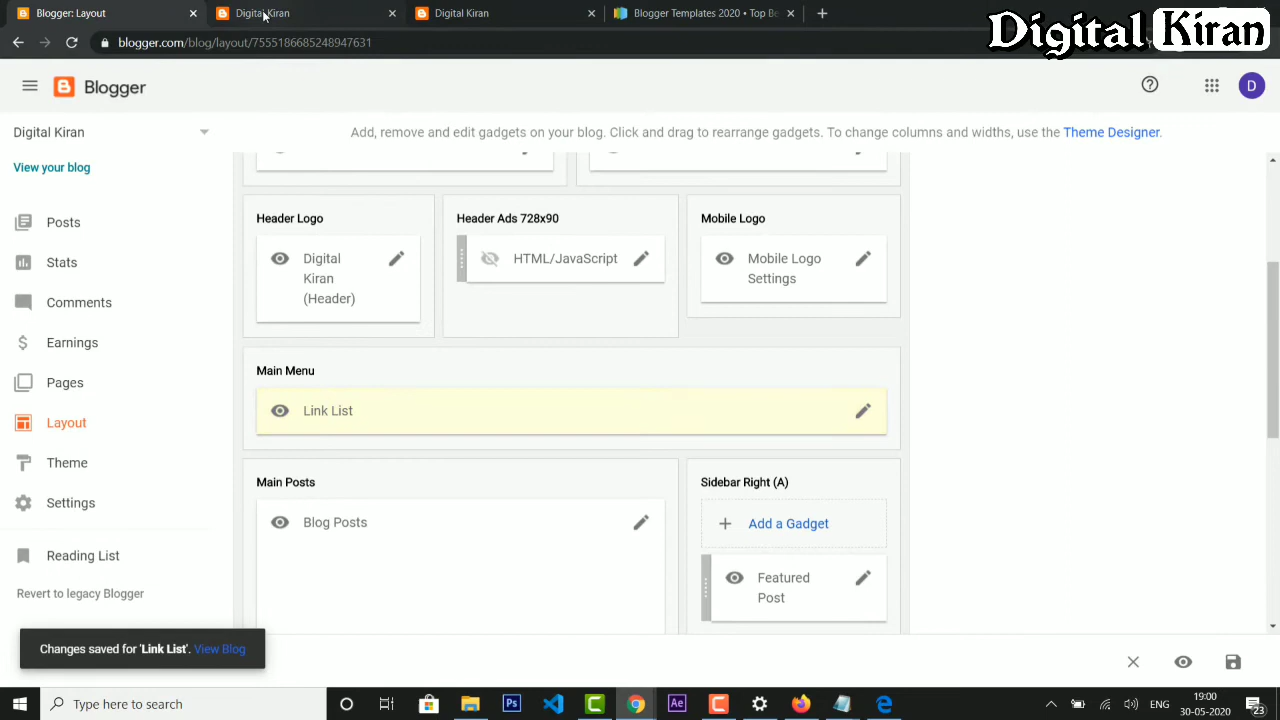 Blogger: Layout
Digital Kiran
Digital Kiran
Blogger Templates 2020 • Top Be
blogger.com/blog/layout/7555186685248947631
Digital Kiran
Blogger
D
Digital Kiran
Add, remove and edit gadgets on your blog. Click and drag to rearrange gadgets. To change columns and widths, use the Theme Designer.
View your blog
Posts
Stats
Comments
Earnings
Pages
Layout
Theme
Settings
Reading List
Revert to legacy Blogger
Header Logo
Digital
Kiran
(Header)
Header Ads 728x90
HTML/JavaScript
Mobile Logo
Mobile Logo
Settings
Main Menu
Link List
Main Posts
Blog Posts
Sidebar Right (A)
Add a Gadget
Featured
Post
Changes saved for 'Link List'. View Blog
Type here to search
ENG
19:00
30-05-2020
23